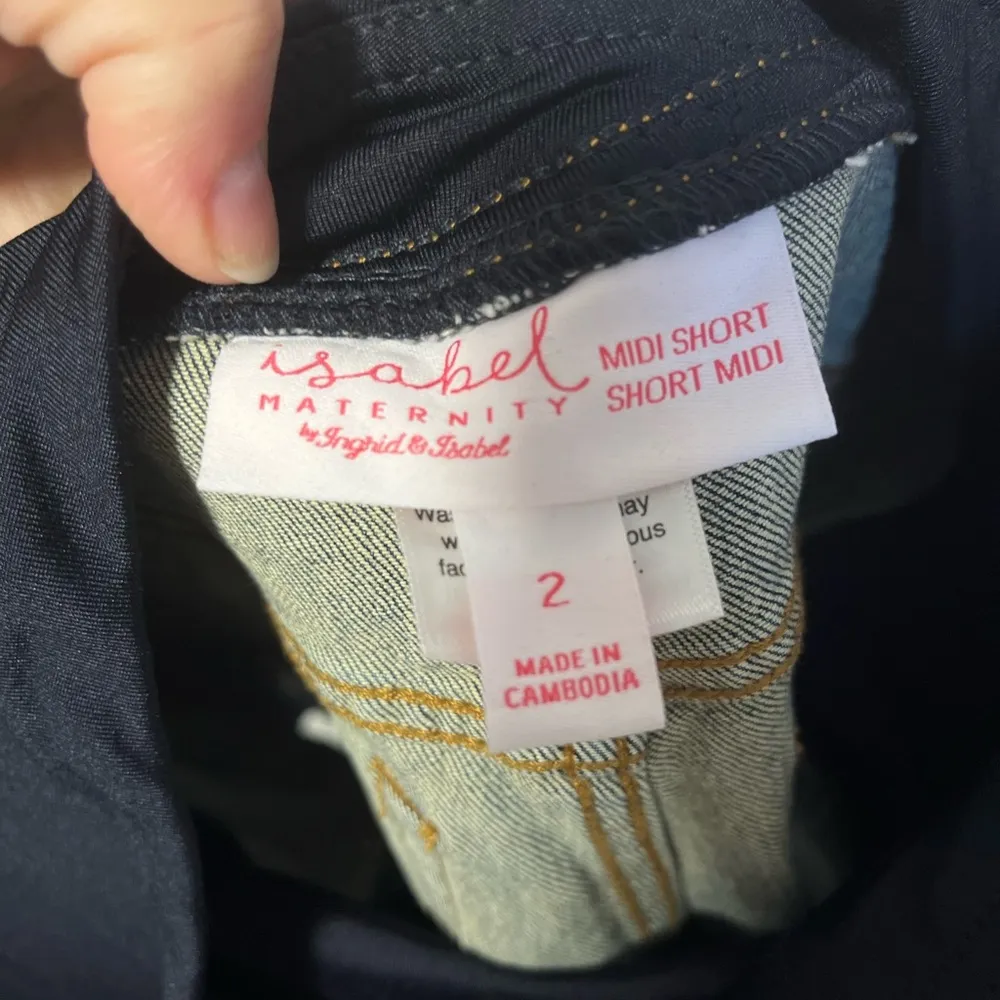 isabel
MATERNITY
by Ingrid & Isabel
MIDI SHORT
SHORT MIDI
2
MADE IN
CAMBODIA